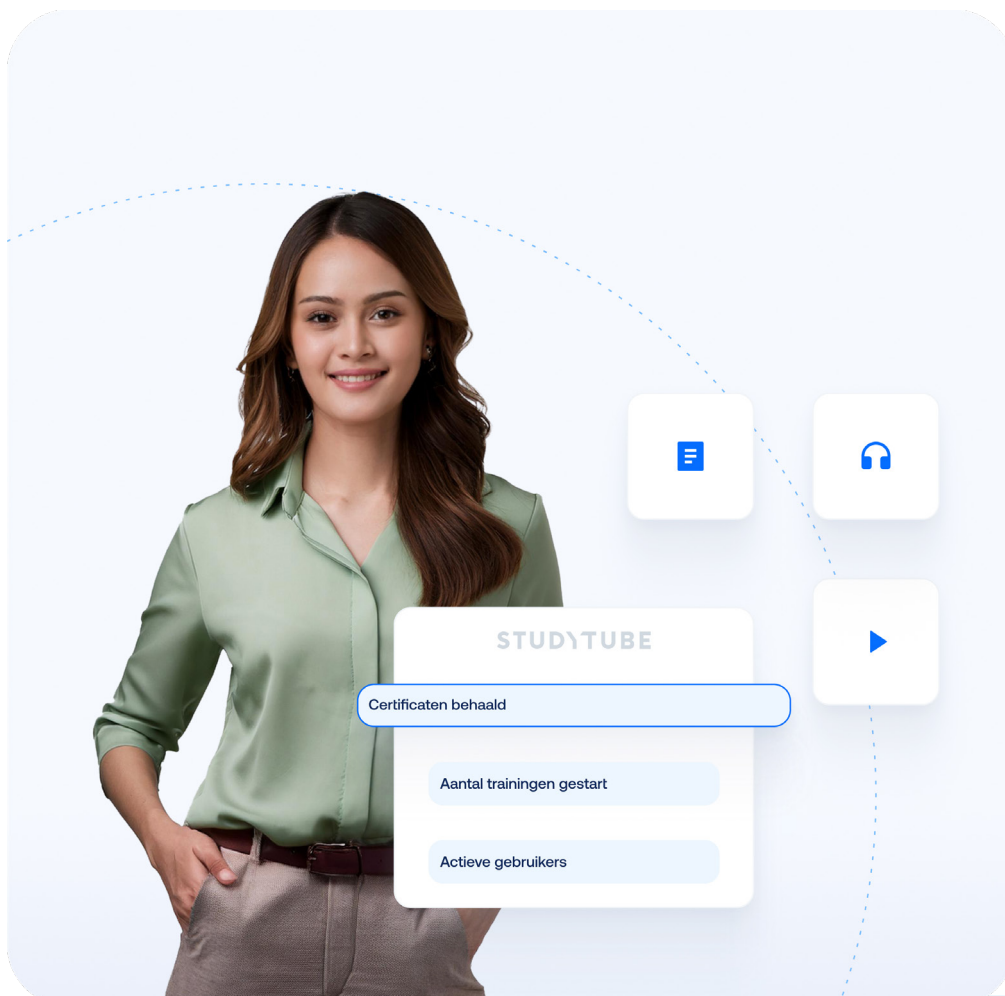 STUDYTUBE
Certificaten behaald
Aantal trainingen gestart
Actieve gebruikers